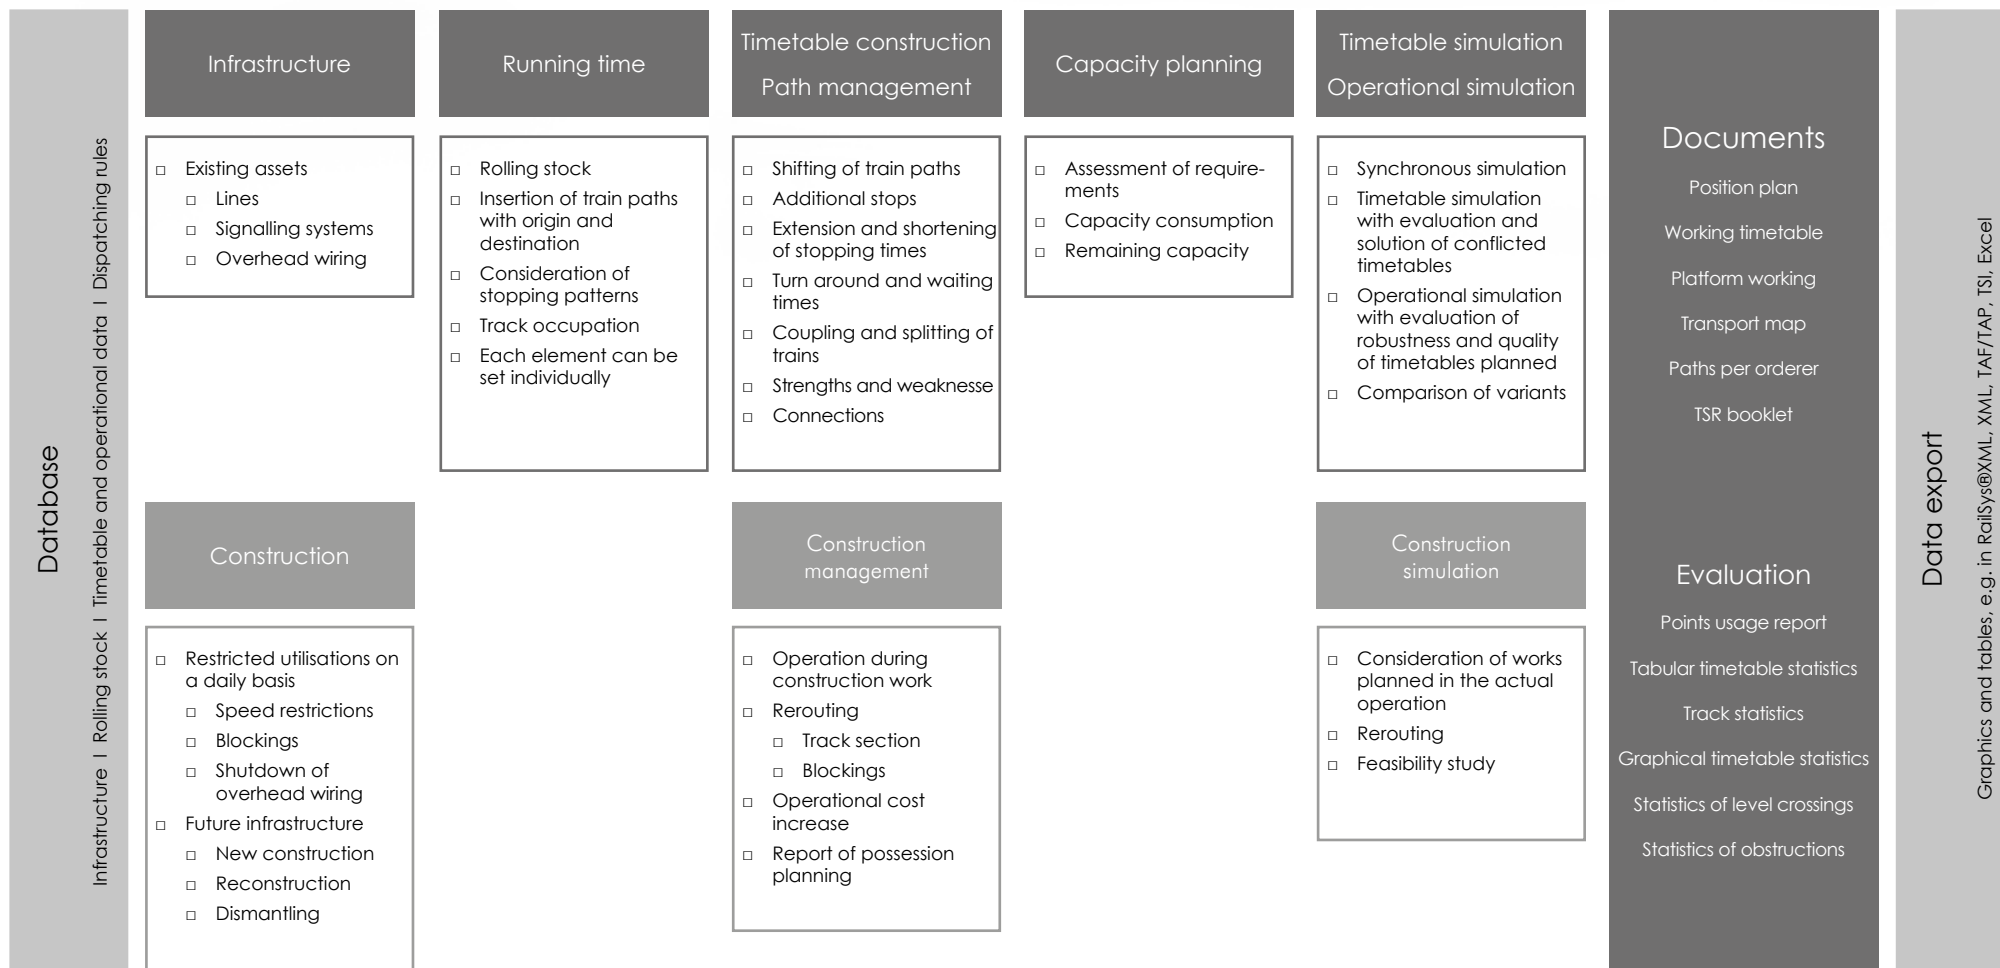 Database
Infrastructure I Rolling stock I Timetable and operational data I Dispatching rules
Infrastructure
□ Existing assets
□ Lines
□ Signalling systems
□ Overhead wiring
Running time
□ Rolling stock
□ Insertion of train paths
with origin and
destination
□ Consideration of
stopping patterns
□ Track occupation
□ Each element can be
set individually
Timetable construction
Path management
□ Shifting of train paths
□ Additional stops
□ Extension and shortening
of stopping times
□ Turn around and waiting
times
□ Coupling and splitting of
trains
□ Strengths and weaknesse
□ Connections
Capacity planning
□ Assessment of require-
ments
□ Capacity consumption
□ Remaining capacity
Timetable simulation
Operational simulation
□ Synchronous simulation
□ Timetable simulation
with evaluation and
solution of conflicted
timetables
□ Operational simulation
with evaluation of
robustness and quality
of timetables planned
□ Comparison of variants
Construction
□ Restricted utilisations on
a daily basis
□ Speed restrictions
□ Blockings
□ Shutdown of
overhead wiring
□ Future infrastructure
□ New construction
□ Reconstruction
□ Dismantling
Construction
management
□ Operation during
construction work
□ Rerouting
□ Track section
□ Blockings
□ Operational cost
increase
□ Report of possession
planning
Construction
simulation
□ Consideration of works
planned in the actual
operation
□ Rerouting
□ Feasibility study
Documents
Position plan
Working timetable
Platform working
Transport map
Paths per orderer
TSR booklet
Evaluation
Points usage report
Tabular timetable statistics
Track statistics
Graphical timetable statistics
Statistics of level crossings
Statistics of obstructions
Data export
Graphics and tables, e.g. in RailSys®XML, XML, TAF/TAP , TSI, Excel